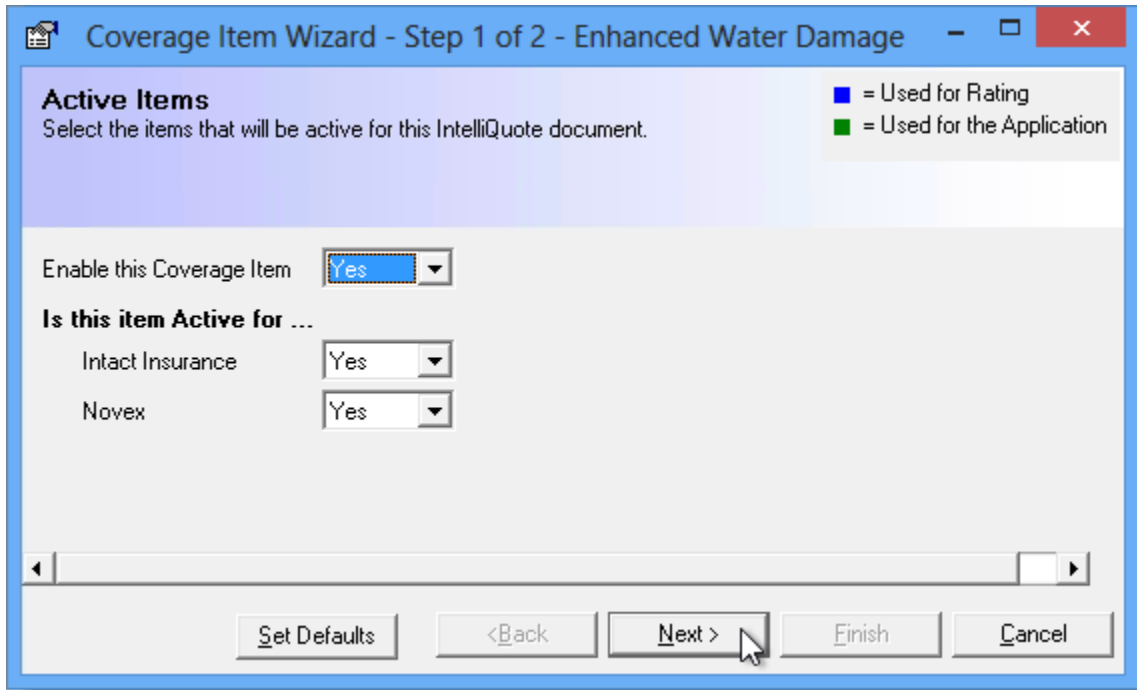 Coverage Item Wizard - Step 1 of 2 - Enhanced Water Damage
Active Items
Select the items that will be active for this IntelliQuote document.
= Used for Rating
= Used for the Application
Enable this Coverage Item Yes
Is this item Active for ...
Intact Insurance Yes
Novex Yes
Set Defaults <Back Next > Finish Cancel